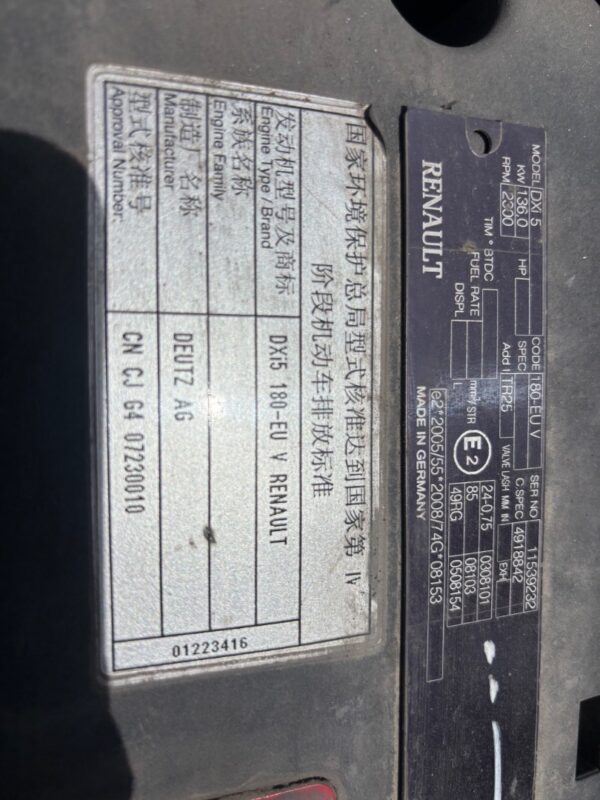 MODEL DXi 5 CODE 180-EU V SER NO 11539232
KW 136.0 HP SPEC C.SPEC 4918842
RPM 2300 Add I TR25 VALVE LASH MM IN EXH
TIM ° BTDC 24-0.75 0308101
FUEL RATE mm³/STR E2 85 08103
DISPL L 49RG 0508154
RENAULT e2*2005/55*2008/74G*08153
MADE IN GERMANY
国家环境保护总局型式核准达到国家第 IV
阶段机动车排放标准
发动机型号及商标
Engine Type / Brand
DXi5 180-EU V RENAULT
系族名称
Engine Family
制造厂名称
Manufacturer
DEUTZ AG
型式核准号
Approval Number:
CN CJ G4 07230010
01223416